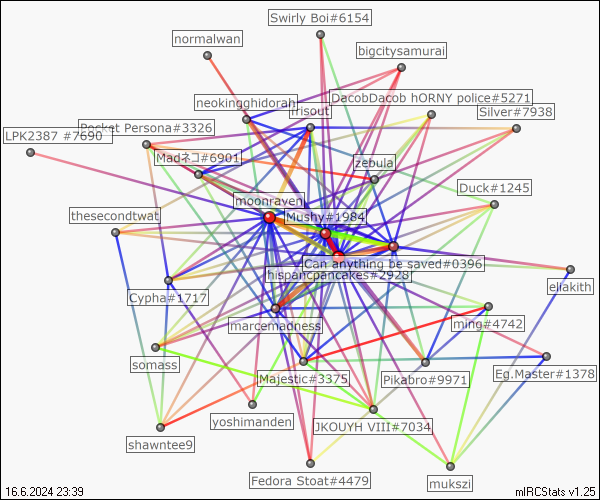 Swirly Boi#6154
normalwan
bigcitysamurai
DacobDacob hORNY police#5271
neokingghidorah
frisout
Silver#7938
Pocket Persona#3326
LPK2387 #7690
Madネコ#6901
zebula
Duck#1245
moonraven
thesecondtwat
Mushy#1984
Can anything be saved#0396
hispancpancakes#2928
eliakith
Cypha#1717
marcemadness
ming#4742
somass
Majestic#3375
Pikabro#9971
Eg.Master#1378
yoshimanden
JKOUYH VIII#7034
shawntee9
Fedora Stoat#4479
mukszi
16.6.2024 23:39
mIRCStats v1.25